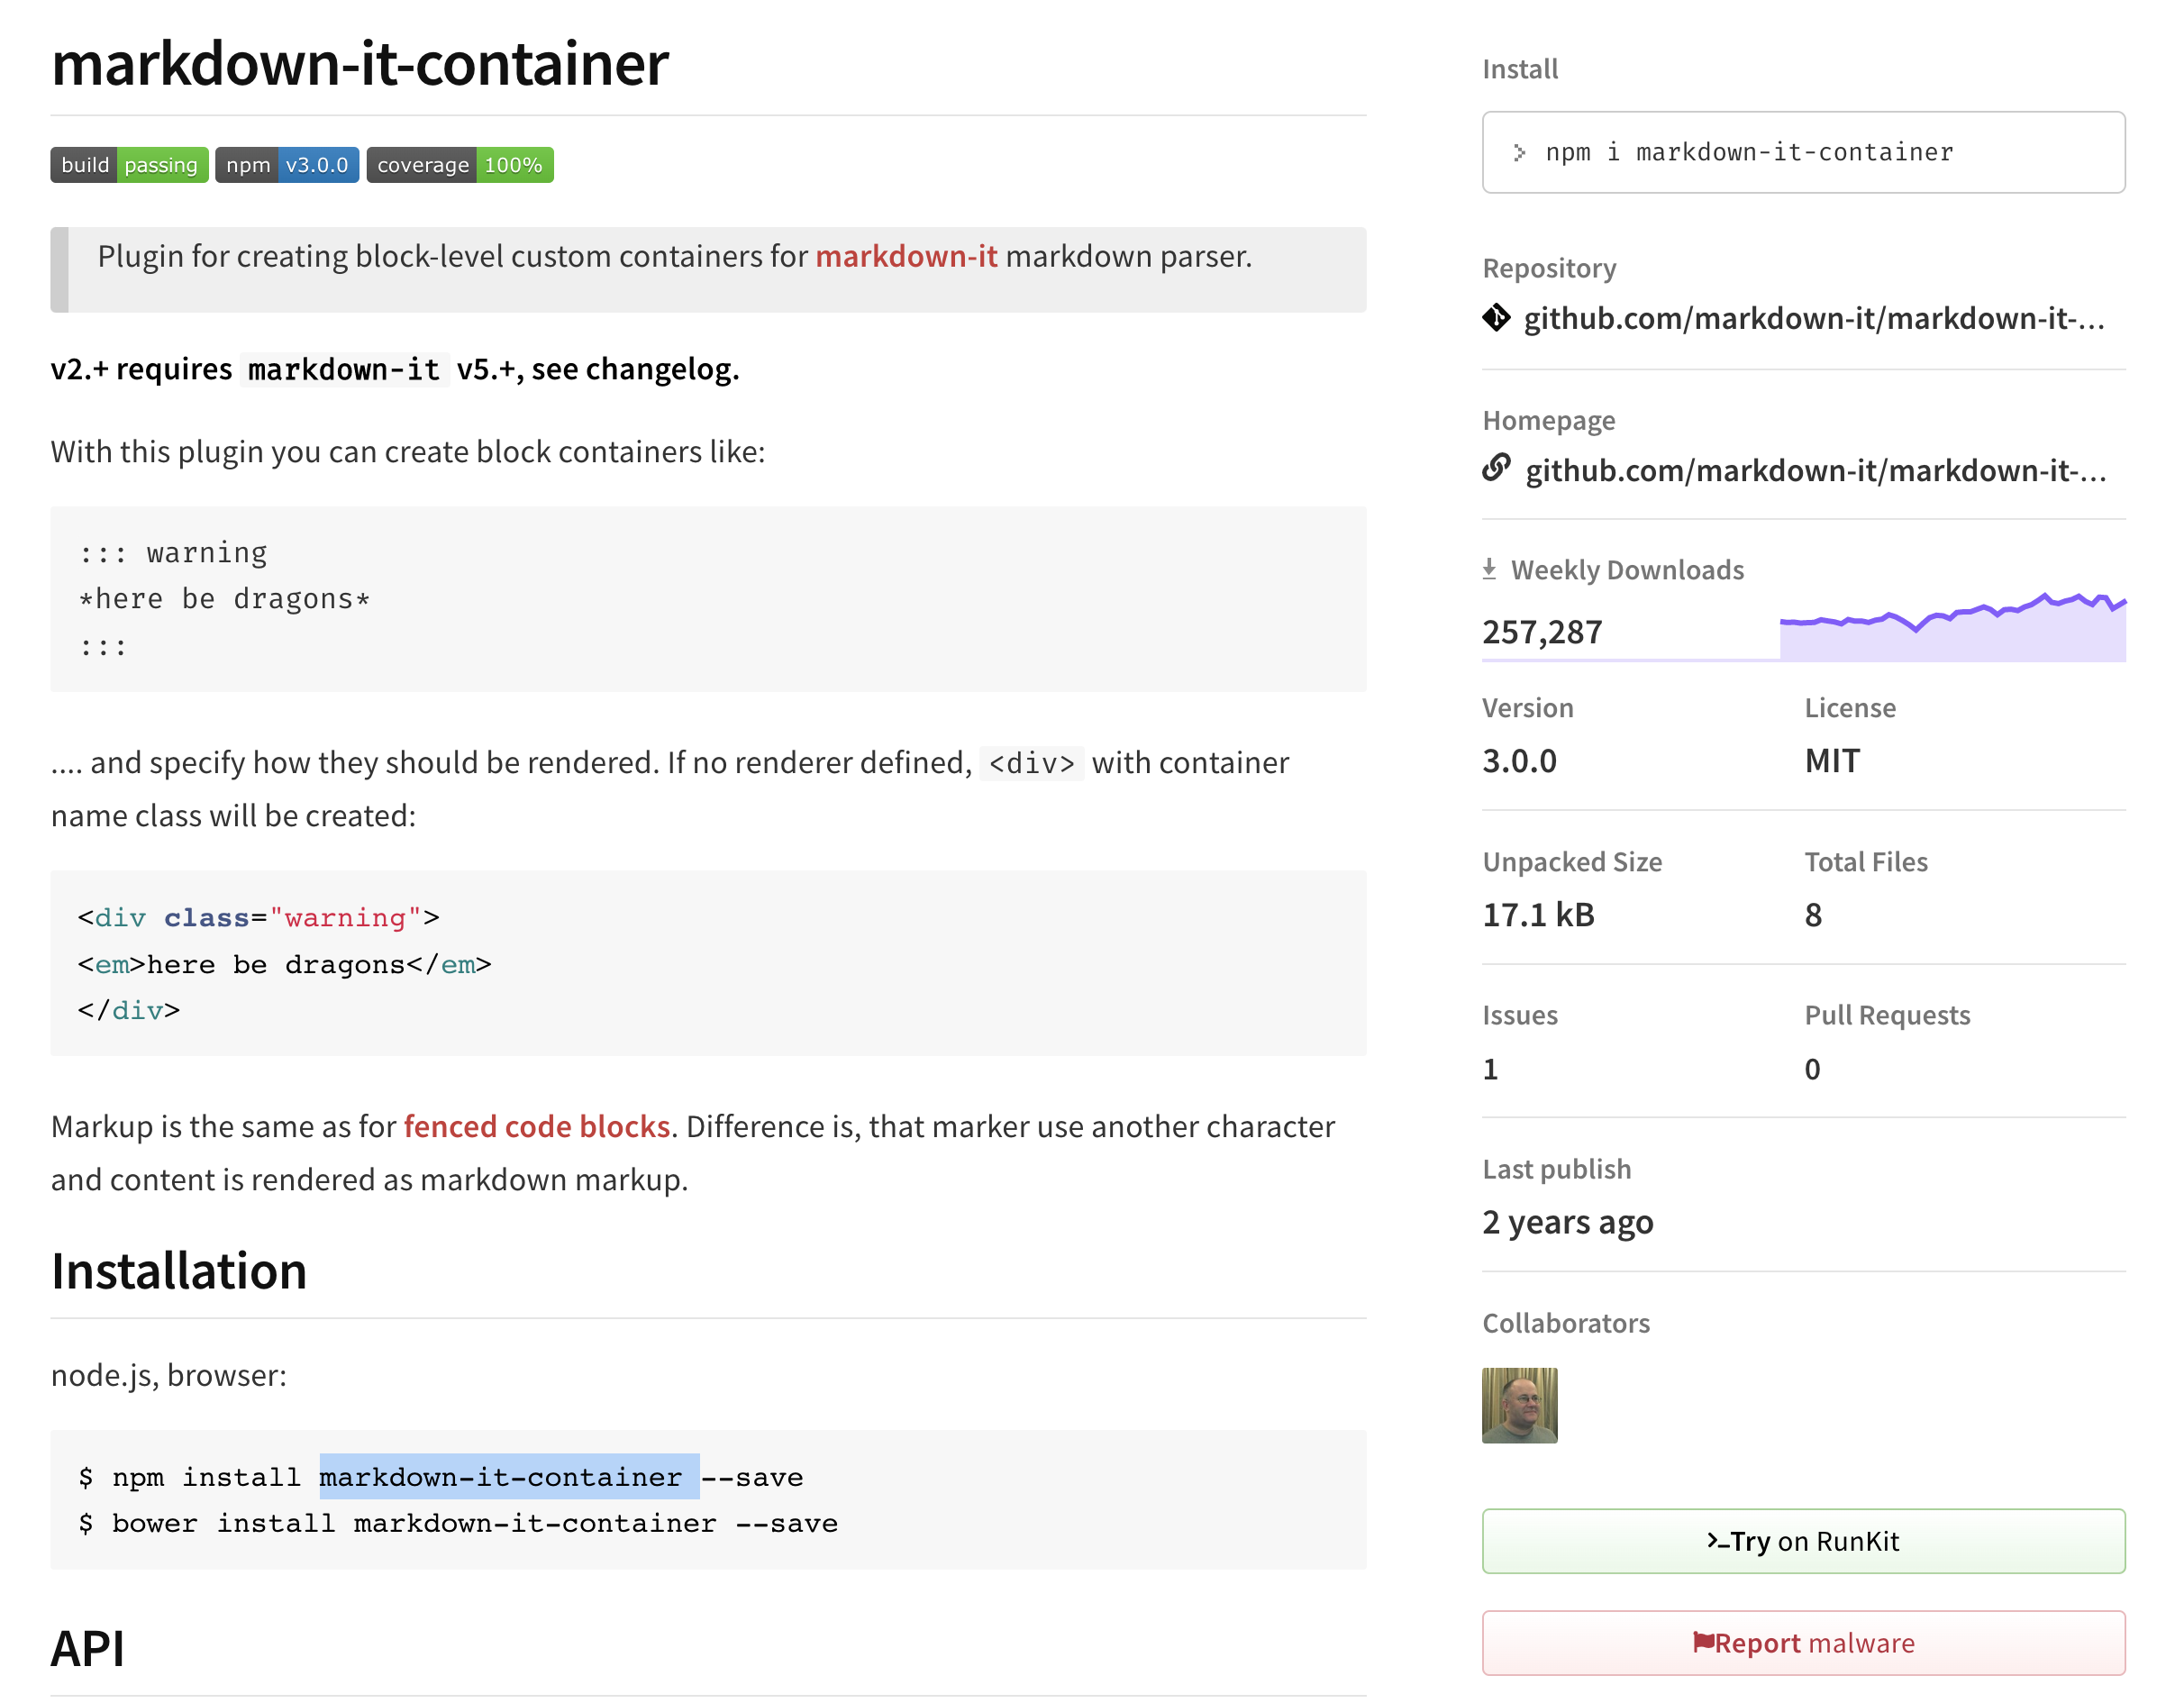 markdown-it-container
build passing npm v3.0.0 coverage 100%
Plugin for creating block-level custom containers for markdown-it markdown parser.
v2.+ requires markdown-it v5.+, see changelog.
With this plugin you can create block containers like:
::: warning
*here be dragons*
:::
.... and specify how they should be rendered. If no renderer defined, <div> with container
name class will be created:
<div class="warning">
<em>here be dragons</em>
</div>
Markup is the same as for fenced code blocks. Difference is, that marker use another character
and content is rendered as markdown markup.
Installation
node.js, browser:
$ npm install markdown-it-container --save
$ bower install markdown-it-container --save
API
Install
> npm i markdown-it-container
Repository
github.com/markdown-it/markdown-it-...
Homepage
github.com/markdown-it/markdown-it-...
Weekly Downloads
257,287
Version License
3.0.0 MIT
Unpacked Size Total Files
17.1 kB 8
Issues Pull Requests
1 0
Last publish
2 years ago
Collaborators
>_Try on RunKit
Report malware